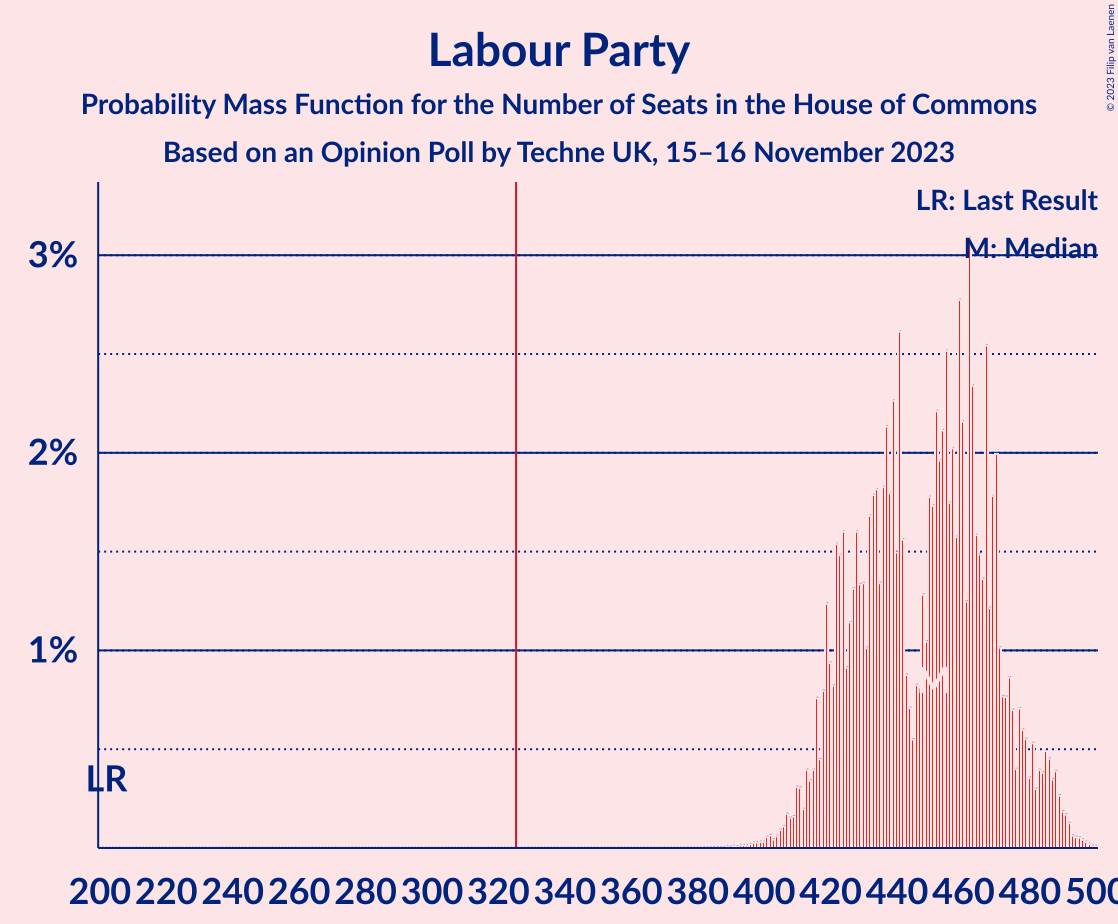 © 2023 Filip van Laenen
Labour Party
Probability Mass Function for the Number of Seats in the House of Commons
Based on an Opinion Poll by Techne UK, 15–16 November 2023
LR: Last Result
M: Median
3%
2%
1%
LR
M
200 220 240 260 280 300 320 340 360 380 400 420 440 460 480 500